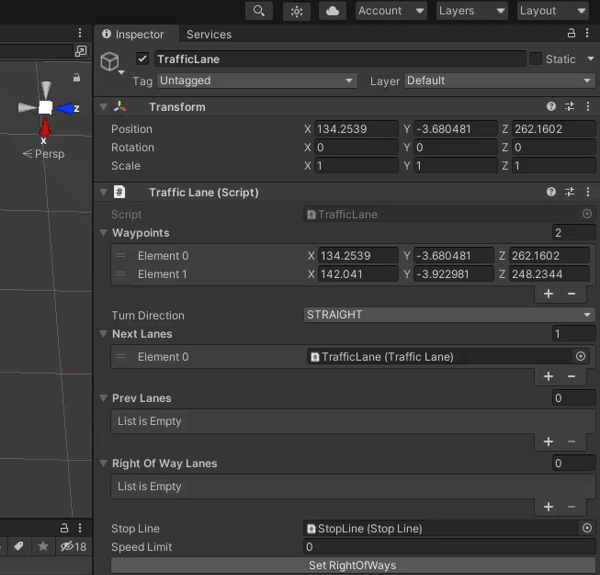 Account Layers Layout
Inspector Services
TrafficLane Static
Tag Untagged Layer Default
z
x
Persp
Transform
Position X 134.2539 Y -3.680481 Z 262.1602
Rotation X 0 Y 0 Z 0
Scale X 1 Y 1 Z 1
# Traffic Lane (Script)
Script TrafficLane
Waypoints 2
Element 0 X 134.2539 Y -3.680481 Z 262.1602
Element 1 X 142.041 Y -3.922981 Z 248.2344
Turn Direction STRAIGHT
Next Lanes 1
Element 0 TrafficLane (Traffic Lane)
Prev Lanes 0
List is Empty
Right Of Way Lanes 0
List is Empty
Stop Line StopLine (Stop Line)
18
Speed Limit 0
Set RightOfWays